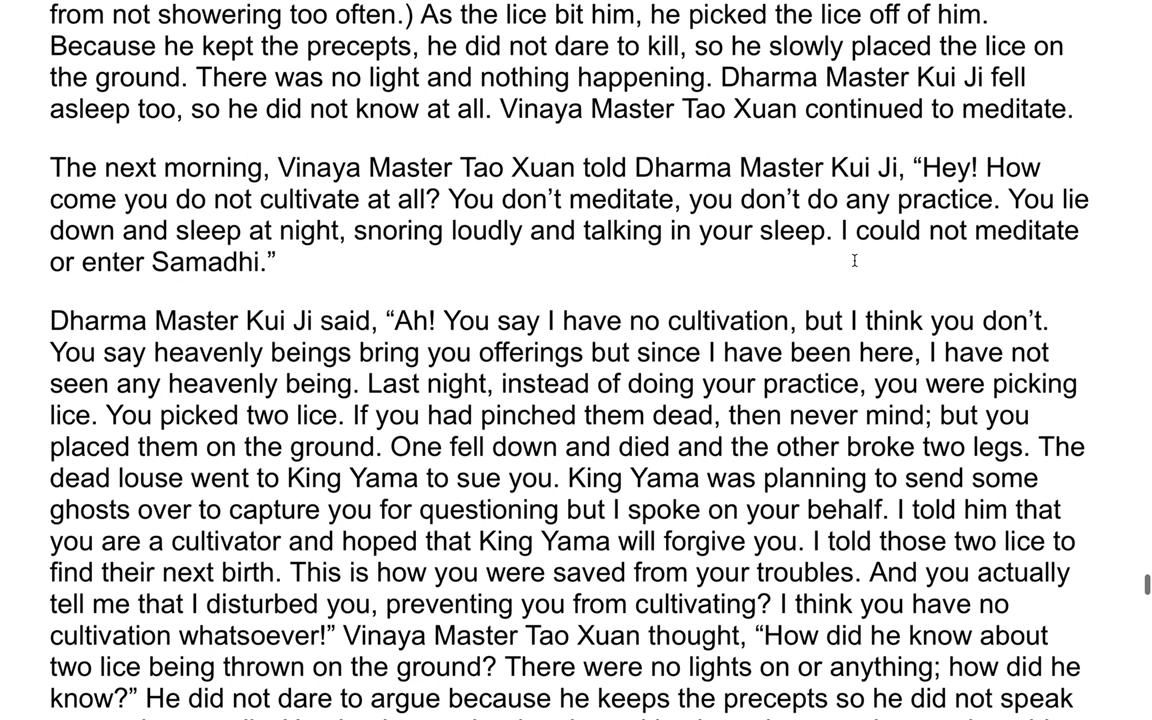 from not showering too often.) As the lice bit him, he picked the lice off of him.
Because he kept the precepts, he did not dare to kill, so he slowly placed the lice on
the ground. There was no light and nothing happening. Dharma Master Kui Ji fell
asleep too, so he did not know at all. Vinaya Master Tao Xuan continued to meditate.
The next morning, Vinaya Master Tao Xuan told Dharma Master Kui Ji, “Hey! How
come you do not cultivate at all? You don’t meditate, you don’t do any practice. You lie
down and sleep at night, snoring loudly and talking in your sleep. I could not meditate
or enter Samadhi.”
Dharma Master Kui Ji said, “Ah! You say I have no cultivation, but I think you don’t.
You say heavenly beings bring you offerings but since I have been here, I have not
seen any heavenly being. Last night, instead of doing your practice, you were picking
lice. You picked two lice. If you had pinched them dead, then never mind; but you
placed them on the ground. One fell down and died and the other broke two legs. The
dead louse went to King Yama to sue you. King Yama was planning to send some
ghosts over to capture you for questioning but I spoke on your behalf. I told him that
you are a cultivator and hoped that King Yama will forgive you. I told those two lice to
find their next birth. This is how you were saved from your troubles. And you actually
tell me that I disturbed you, preventing you from cultivating? I think you have no
cultivation whatsoever!” Vinaya Master Tao Xuan thought, “How did he know about
two lice being thrown on the ground? There were no lights on or anything; how did he
know?” He did not dare to argue because he keeps the precepts so he did not speak